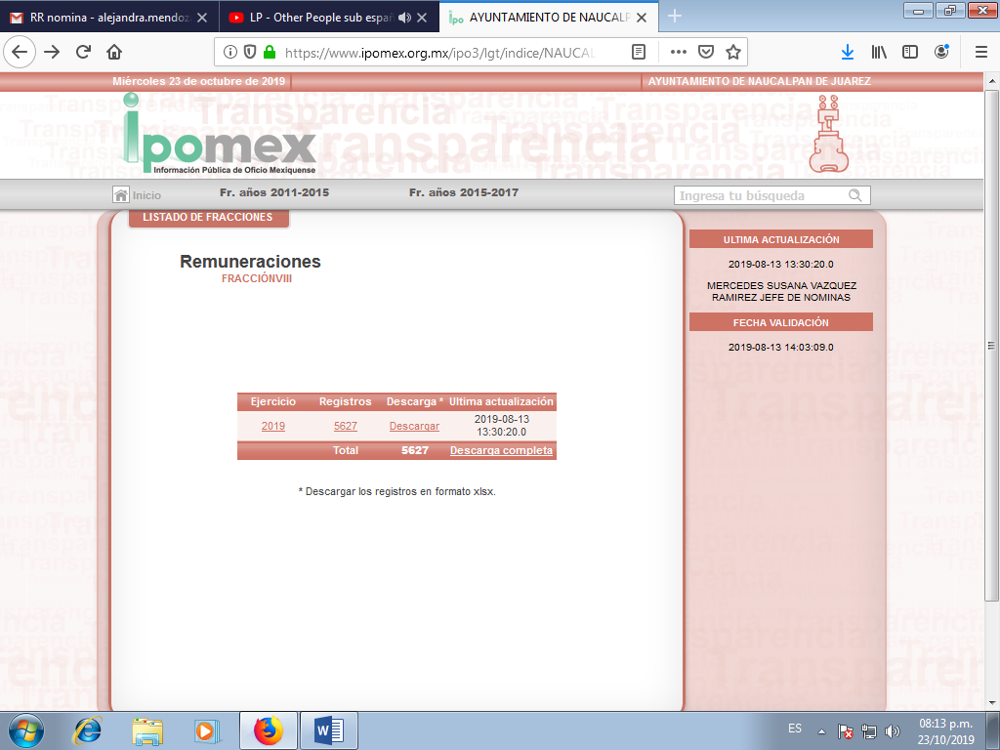 RR nomina - alejandra.mendoz
LP - Other People sub españ
AYUNTAMIENTO DE NAUCALP
https://www.ipomex.org.mx/ipo3/lgt/indice/NAUCAL
Miércoles 23 de octubre de 2019
AYUNTAMIENTO DE NAUCALPAN DE JUAREZ
ipomex
Información Pública de Oficio Mexiquense
Inicio
Fr. años 2011-2015
Fr. años 2015-2017
Ingresa tu búsqueda
LISTADO DE FRACCIONES
Remuneraciones
FRACCIÓNVIII
Ejercicio Registros Descarga * Ultima actualización
2019 5627 Descargar 2019-08-13
13:30:20.0
Total 5627 Descarga completa
* Descargar los registros en formato xlsx.
ULTIMA ACTUALIZACIÓN
2019-08-13 13:30:20.0
MERCEDES SUSANA VAZQUEZ
RAMIREZ JEFE DE NOMINAS
FECHA VALIDACIÓN
2019-08-13 14:03:09.0
ES
08:13 p.m.
23/10/2019